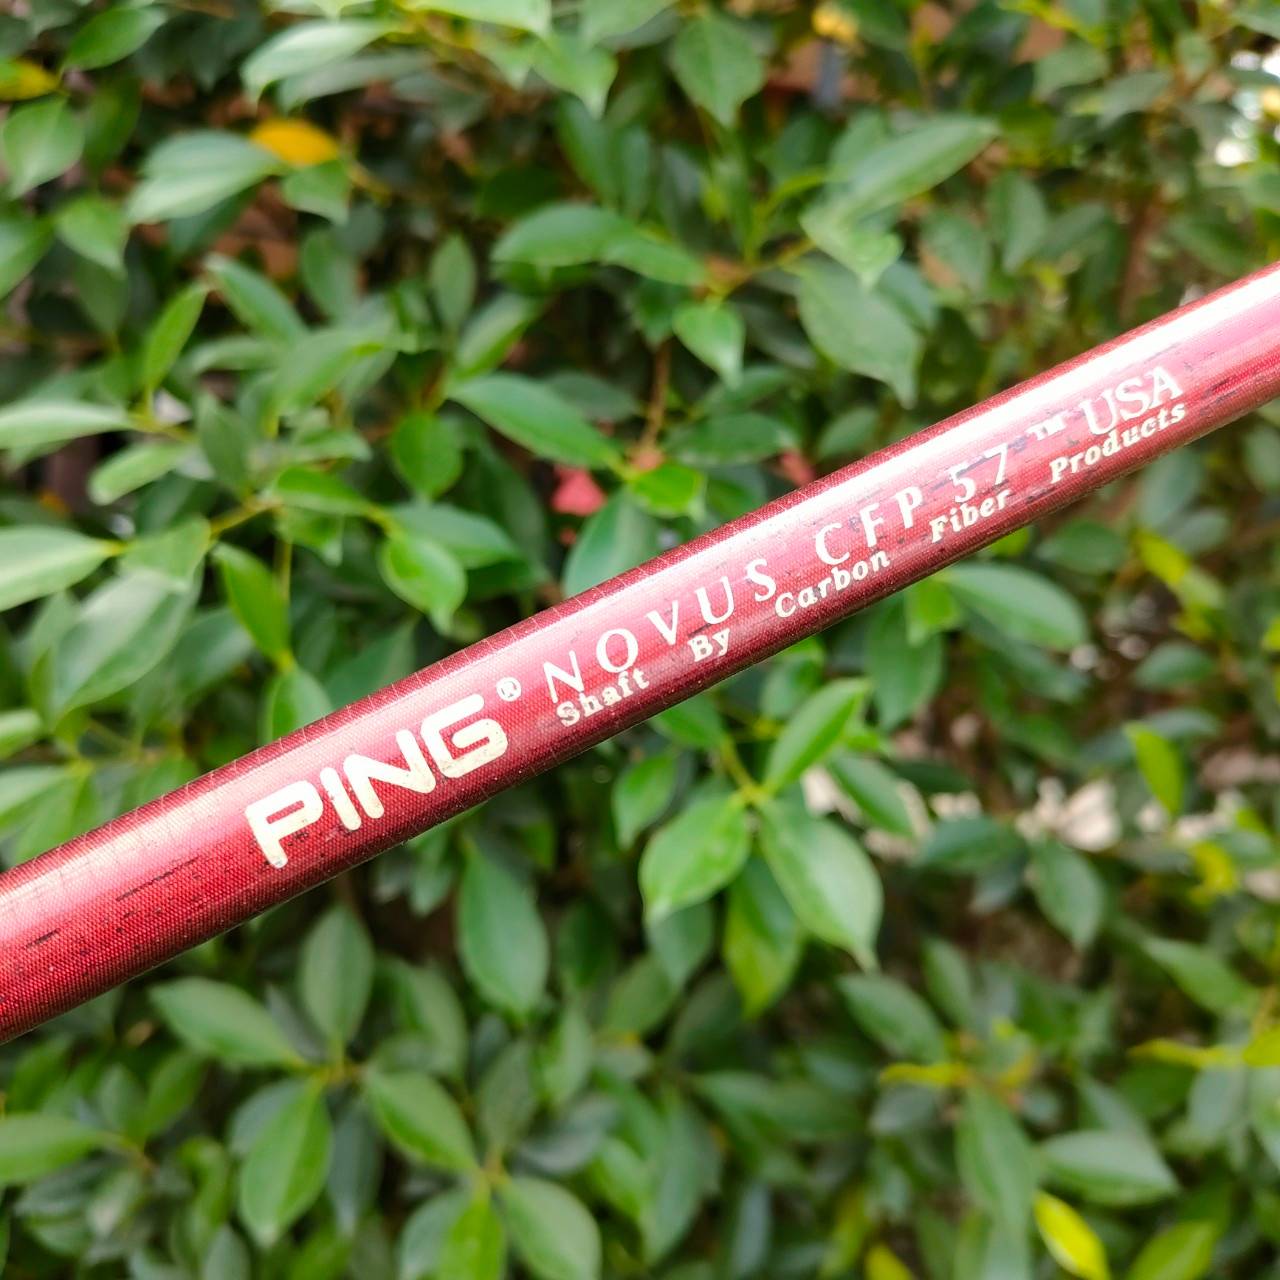 PING® NOVUS CFP 57™ USA
Shaft By Carbon Fiber Products